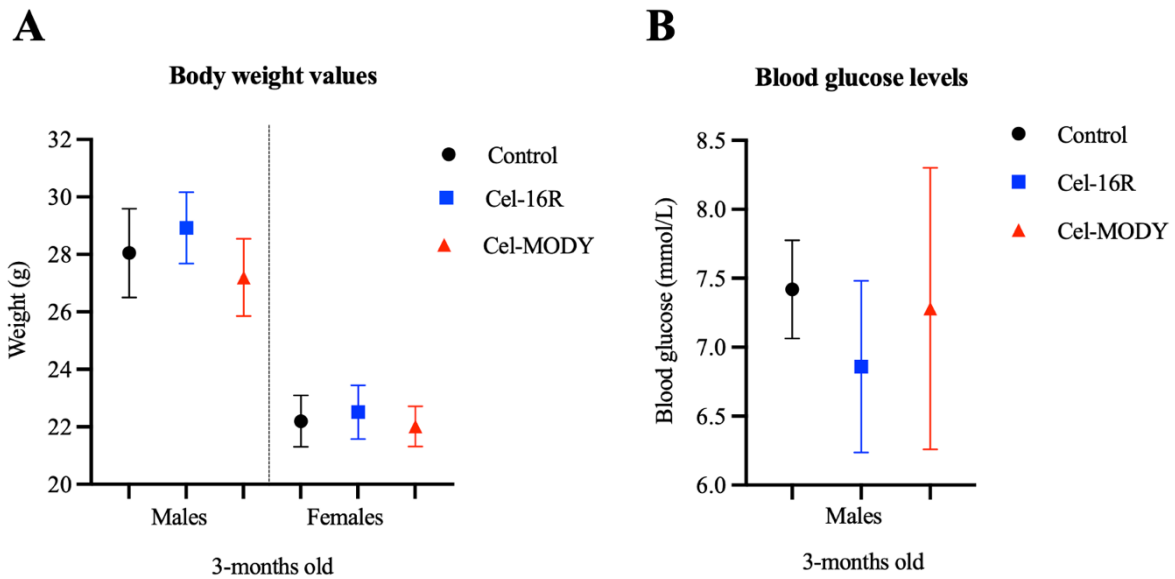 A
Body weight values
Weight (g)
32
30
28
26
24
22
20
Control
Cel-16R
Cel-MODY
Males
Females
3-months old
B
Blood glucose levels
Blood glucose (mmol/L)
8.5
8.0
7.5
7.0
6.5
6.0
Control
Cel-16R
Cel-MODY
Males
3-months old